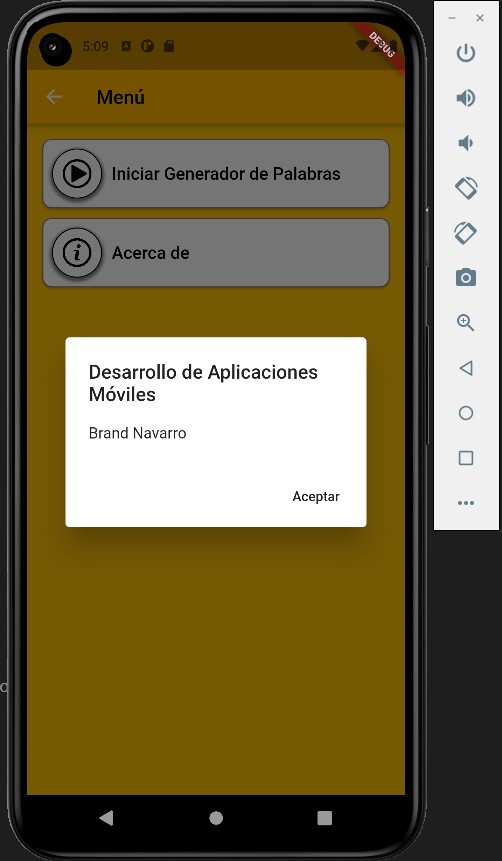 5:09
DEBUG
Menú
Iniciar Generador de Palabras
Acerca de
Desarrollo de Aplicaciones
Móviles
Brand Navarro
Aceptar